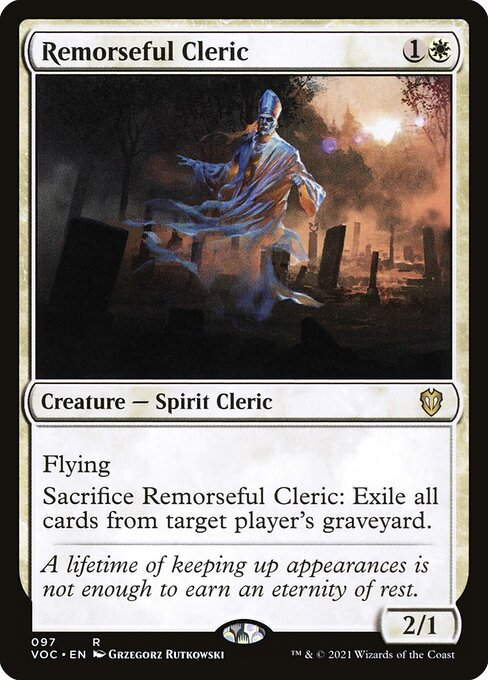 Remorseful Cleric 1
Creature — Spirit Cleric
Flying
Sacrifice Remorseful Cleric: Exile all
cards from target player's graveyard.
A lifetime of keeping up appearances is
not enough to earn an eternity of rest.
2/1
097 R
VOC • EN Grzegorz Rutkowski ™ & © 2021 Wizards of the Coast